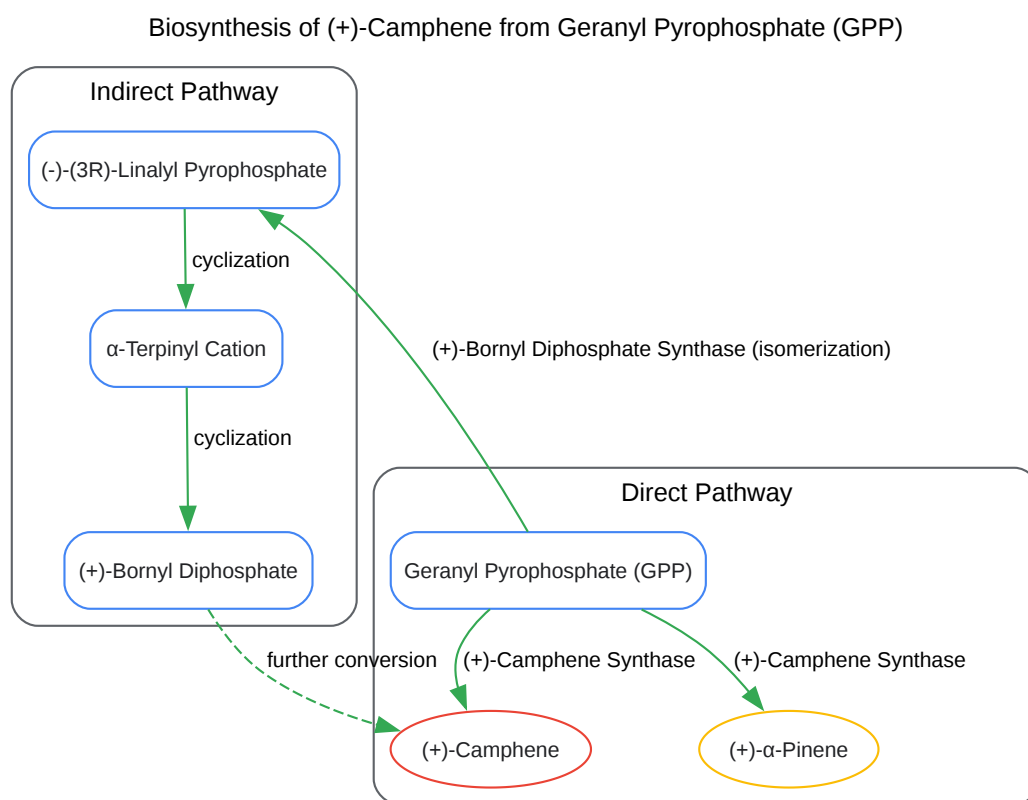 Biosynthesis of (+)-Camphene from Geranyl Pyrophosphate (GPP)
Indirect Pathway
(-)-(3R)-Linalyl Pyrophosphate
cyclization
α-Terpinyl Cation
(+)-Bornyl Diphosphate Synthase (isomerization)
cyclization
Direct Pathway
(+)-Bornyl Diphosphate
Geranyl Pyrophosphate (GPP)
further conversion
(+)-Camphene Synthase
(+)-Camphene Synthase
(+)-Camphene
(+)-α-Pinene